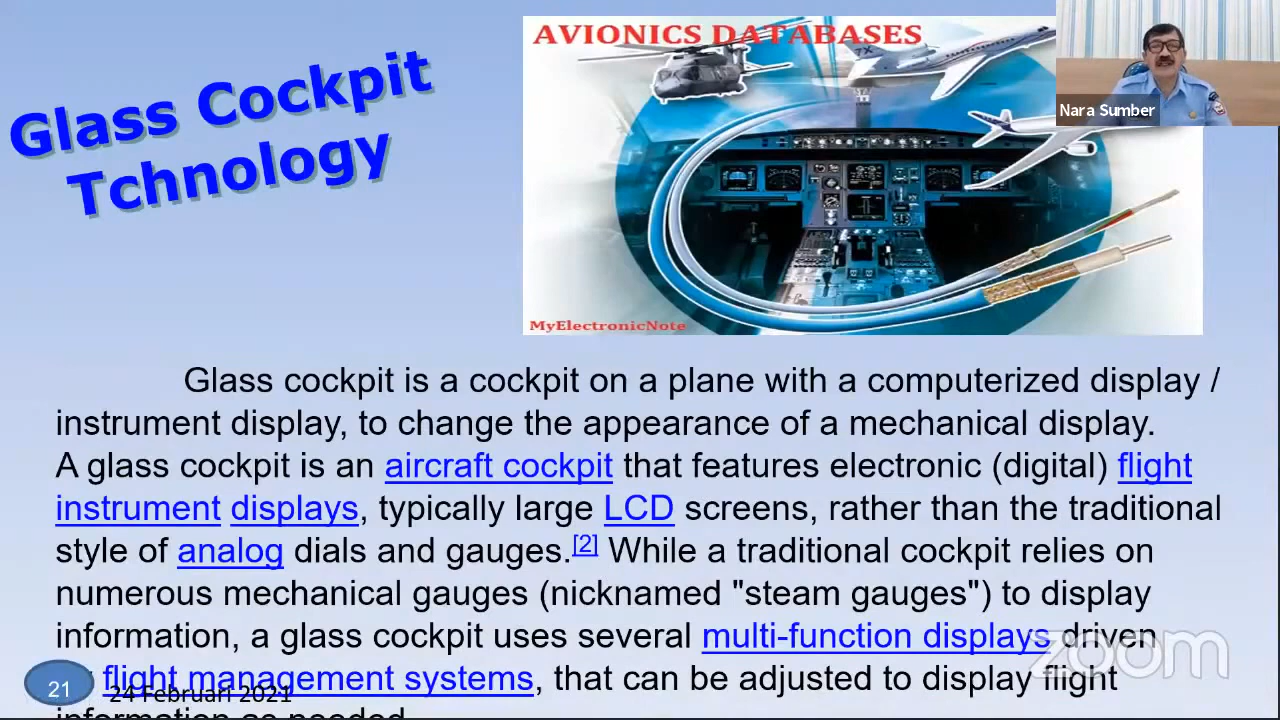 Glass Cockpit
Tchnology
AVIONICS DATABASES
Nara Sumber
MyElectronicNote
Glass cockpit is a cockpit on a plane with a computerized display /
instrument display, to change the appearance of a mechanical display.
A glass cockpit is an aircraft cockpit that features electronic (digital) flight
instrument displays, typically large LCD screens, rather than the traditional
style of analog dials and gauges.[2] While a traditional cockpit relies on
numerous mechanical gauges (nicknamed "steam gauges") to display
information, a glass cockpit uses several multi-function displays driven
flight management systems, that can be adjusted to display flight
information as needed
zoom
21
24 Februari 2021